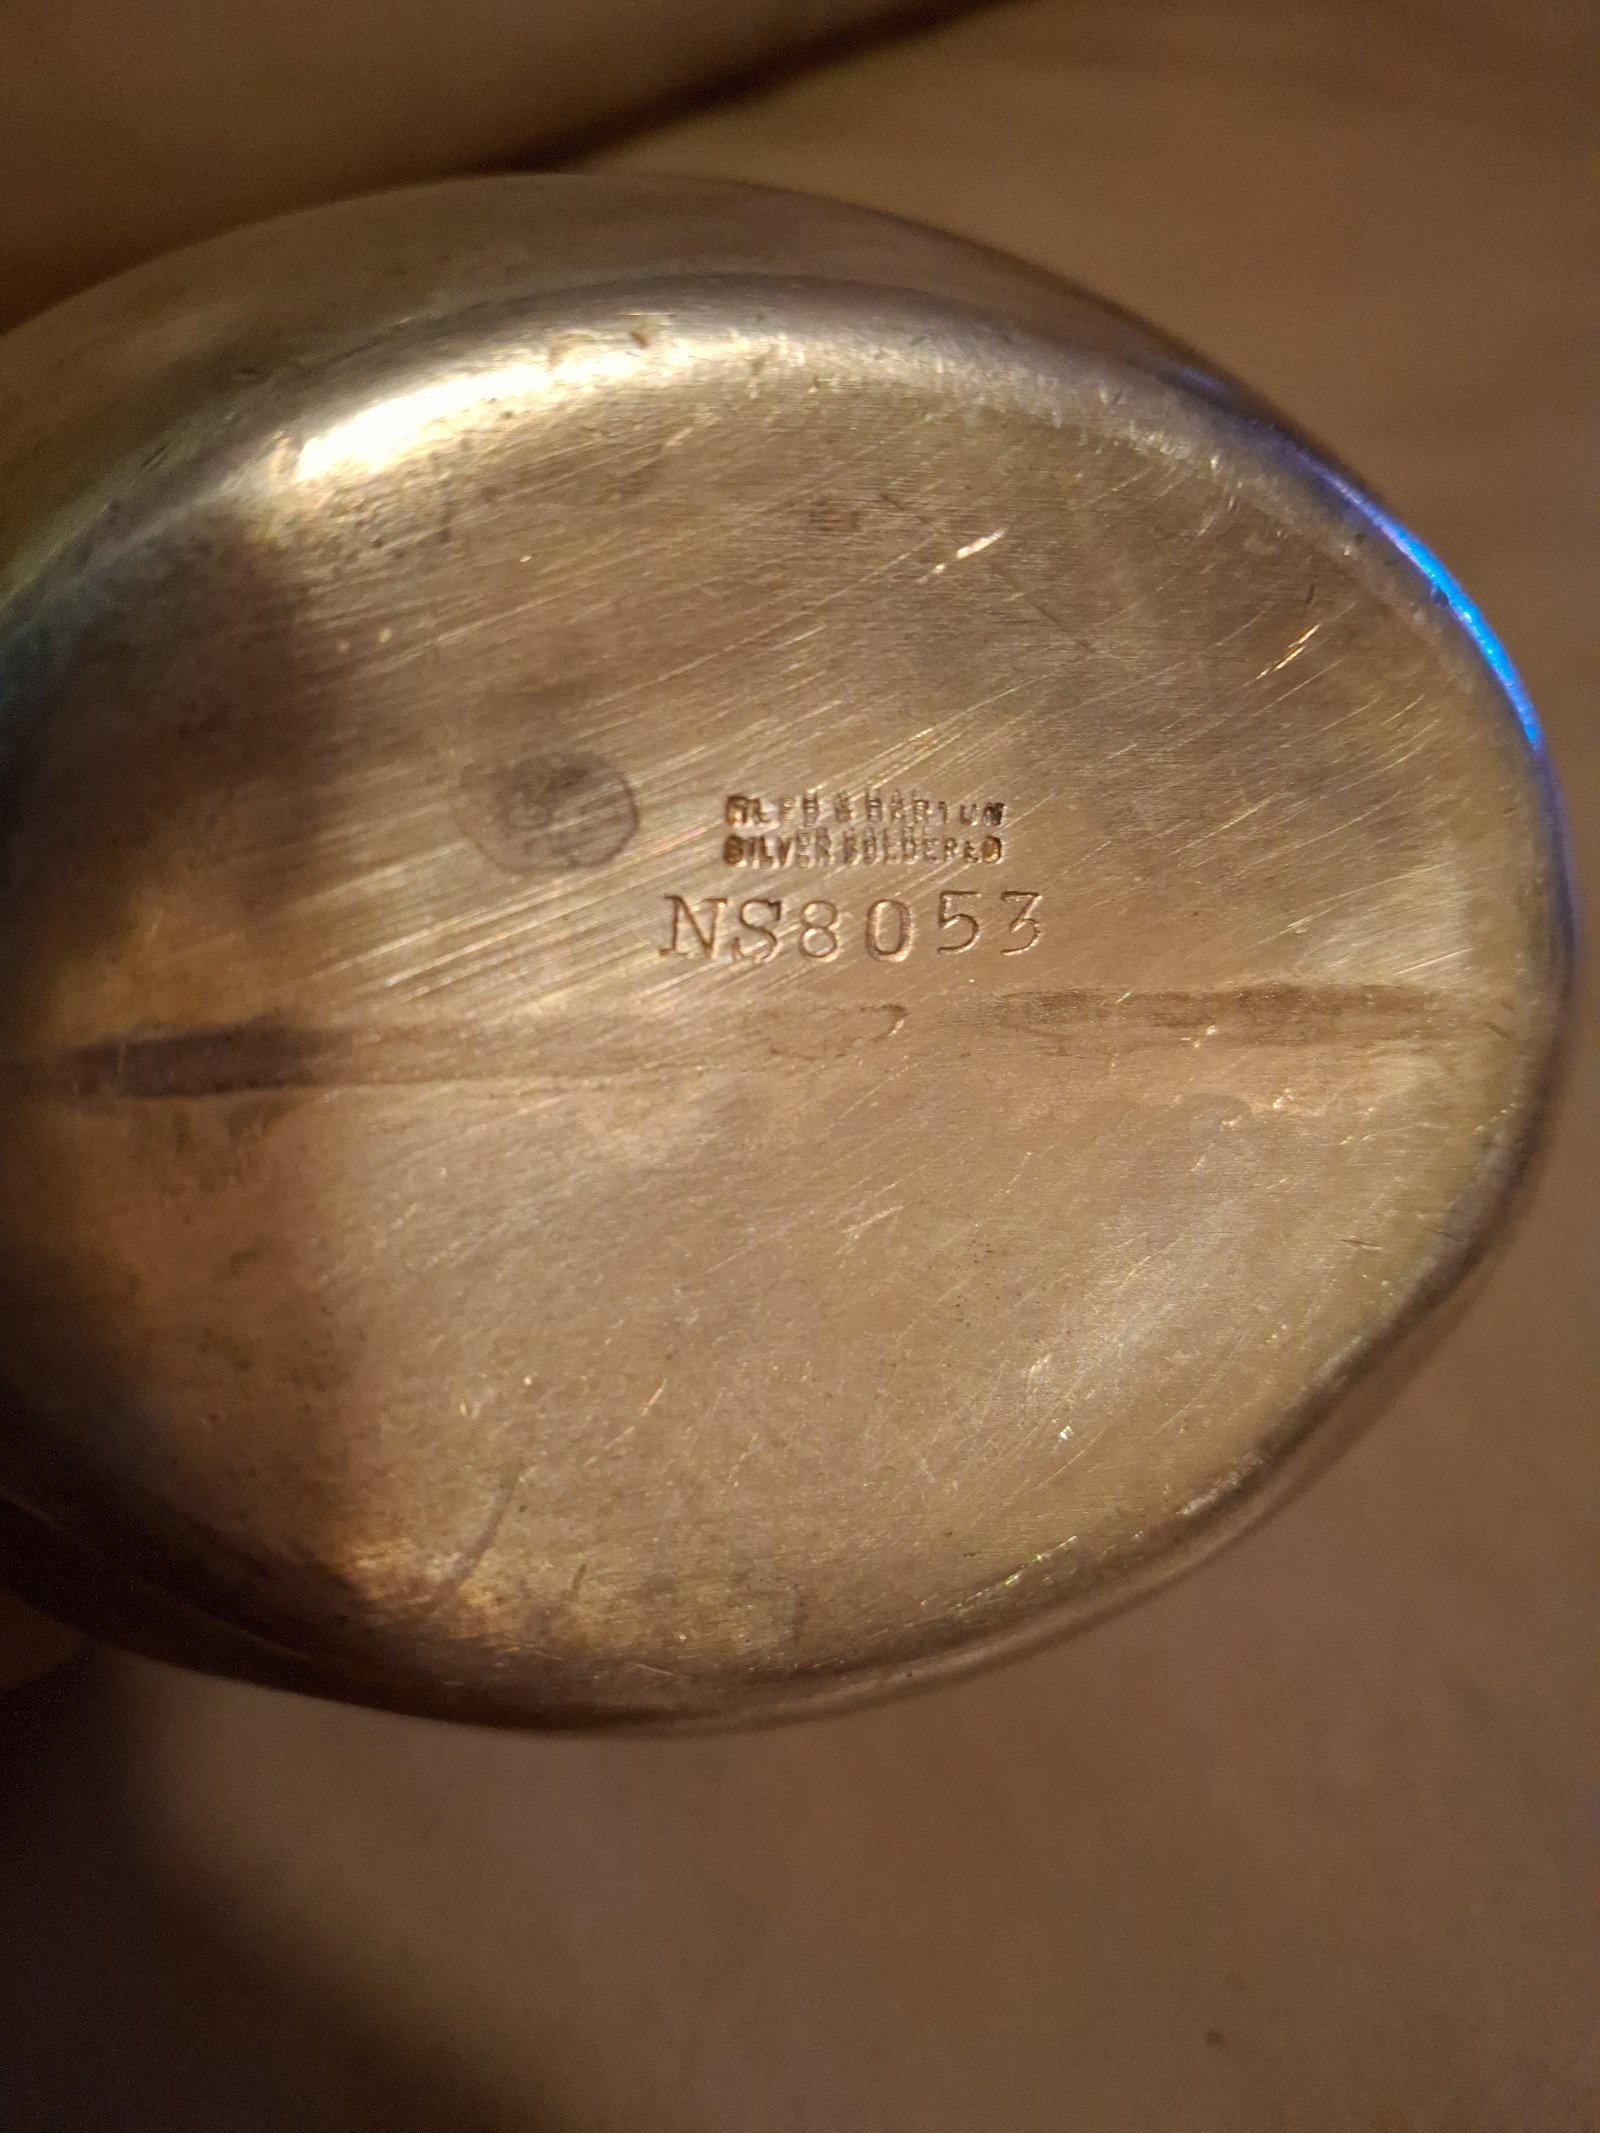 REED & BARTON
SILVER SOLDERED
NS8053